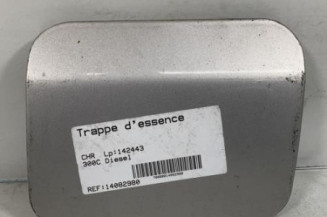 Trappe d'essence
CHR Lp:142443
300C Diesel
REF:14082980